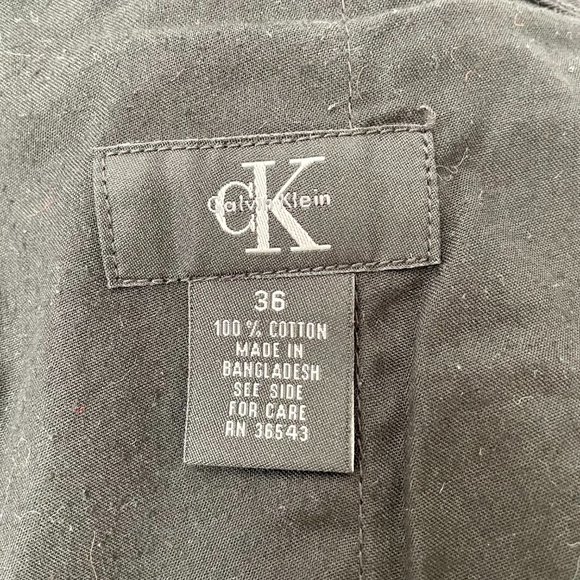 CK
Calvin Klein
36
100 % COTTON
MADE IN
BANGLADESH
SEE SIDE
FOR CARE
RN 36543